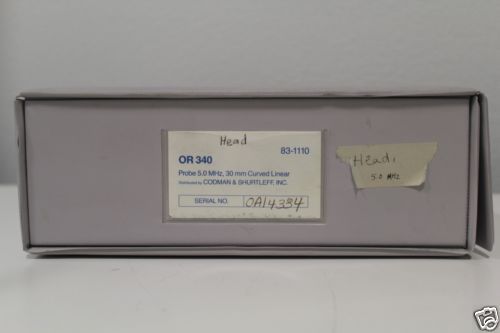 Head
OR 340 83-1110
Probe 5.0 MHz, 30 mm Curved Linear
Distributed by CODMAN & SHURTLEFF, INC.
SERIAL NO. OA14334
Head,
5.0 MHz
ebay